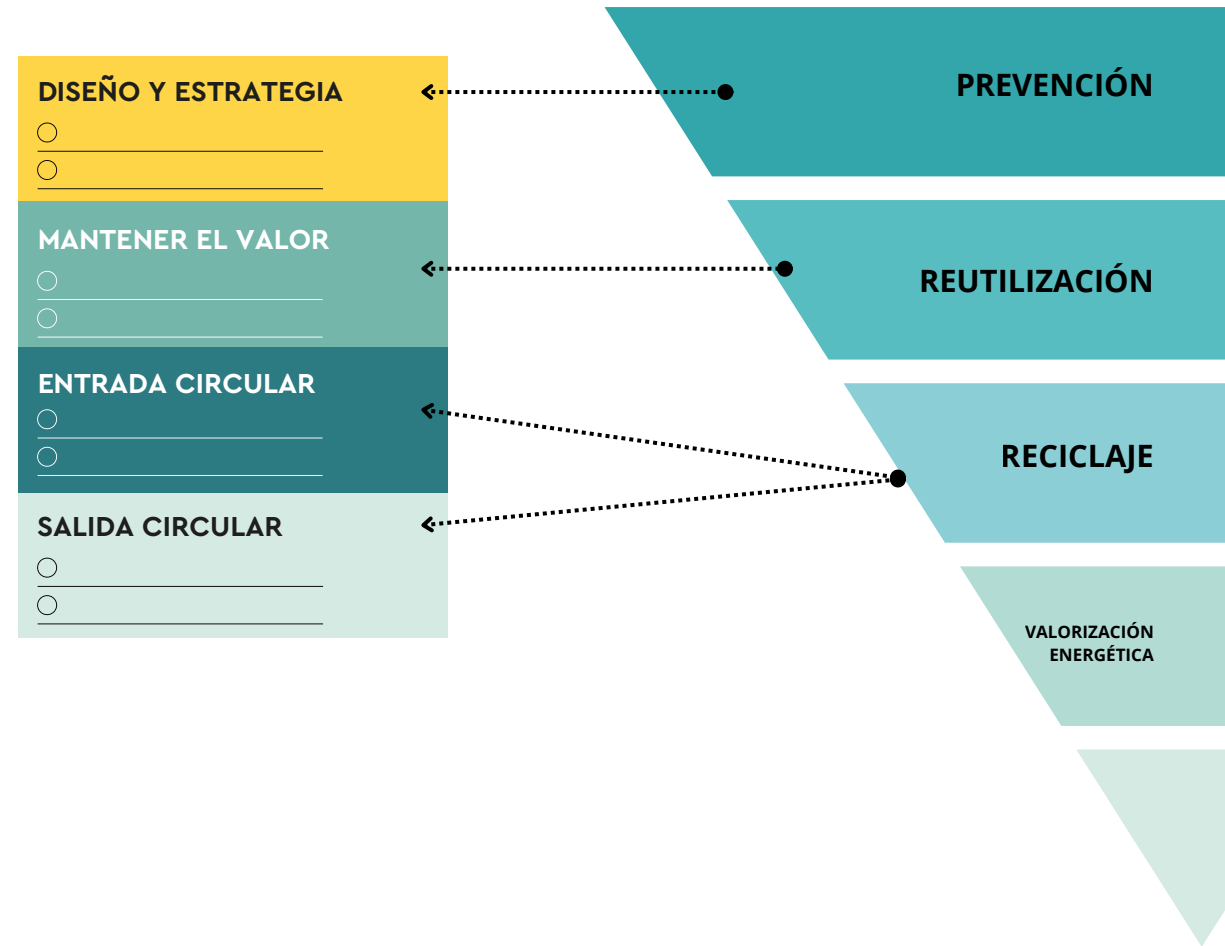 DISEÑO Y ESTRATEGIA
MANTENER EL VALOR
ENTRADA CIRCULAR
SALIDA CIRCULAR
PREVENCIÓN
REUTILIZACIÓN
RECICLAJE
VALORIZACIÓN
ENERGÉTICA